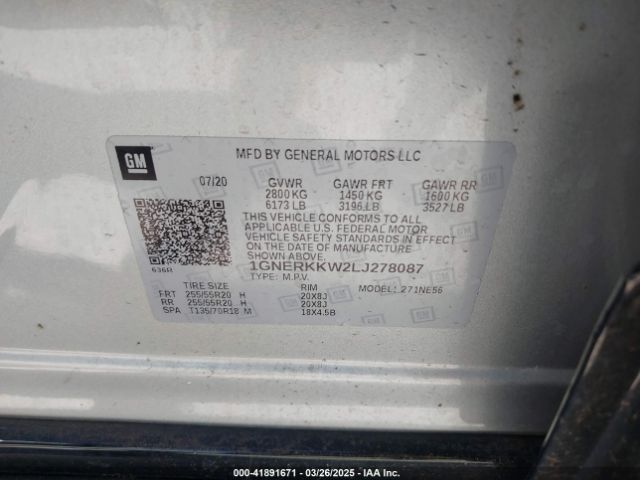 GM
MFD BY GENERAL MOTORS LLC
07/20 GVWR GAWR FRT GAWR RR
2800 KG 1450 KG 1600 KG
6173 LB 3196 LB 3527 LB
THIS VEHICLE CONFORMS TO ALL
APPLICABLE U.S. FEDERAL MOTOR
VEHICLE SAFETY STANDARDS IN EFFECT
ON THE DATE OF MANUFACTURE
SHOWN ABOVE.
1GNERKKW2LJ278087
636R TYPE: M.P.V. MODEL: 271NE56
TIRE SIZE RIM
FRT 255/55R20 H 20X8J
RR 255/55R20 H 20X8J
SPA T135/70R18 M 18X4.5B
000-41891671 - 03/26/2025 - IAA Inc.